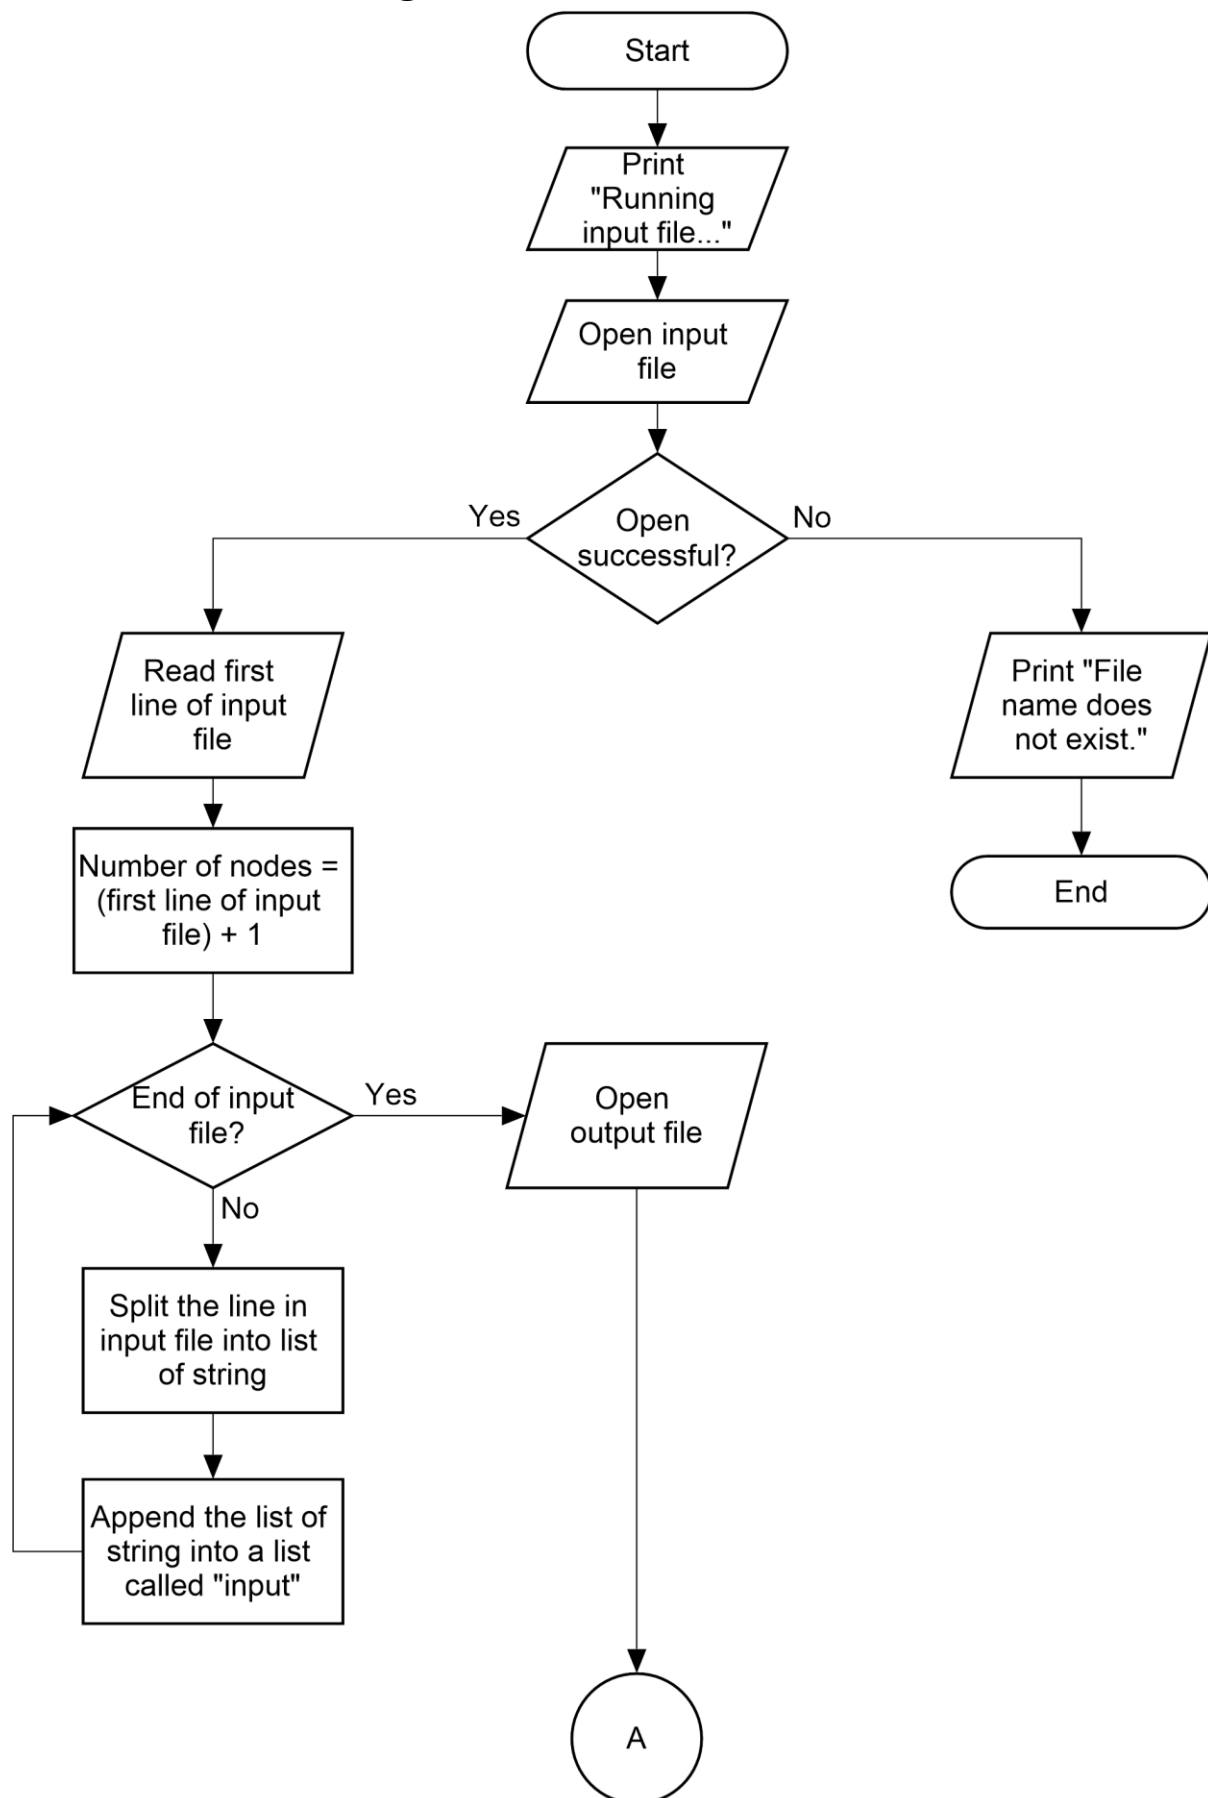 Start
Print
"Running
input file..."
Open input
file
Open
successful?
Yes
No
Read first
line of input
file
Print "File
name does
not exist."
Number of nodes =
(first line of input
file) + 1
End
End of input
file?
Yes
No
Open
output file
Split the line in
input file into list
of string
Append the list of
string into a list
called "input"
A